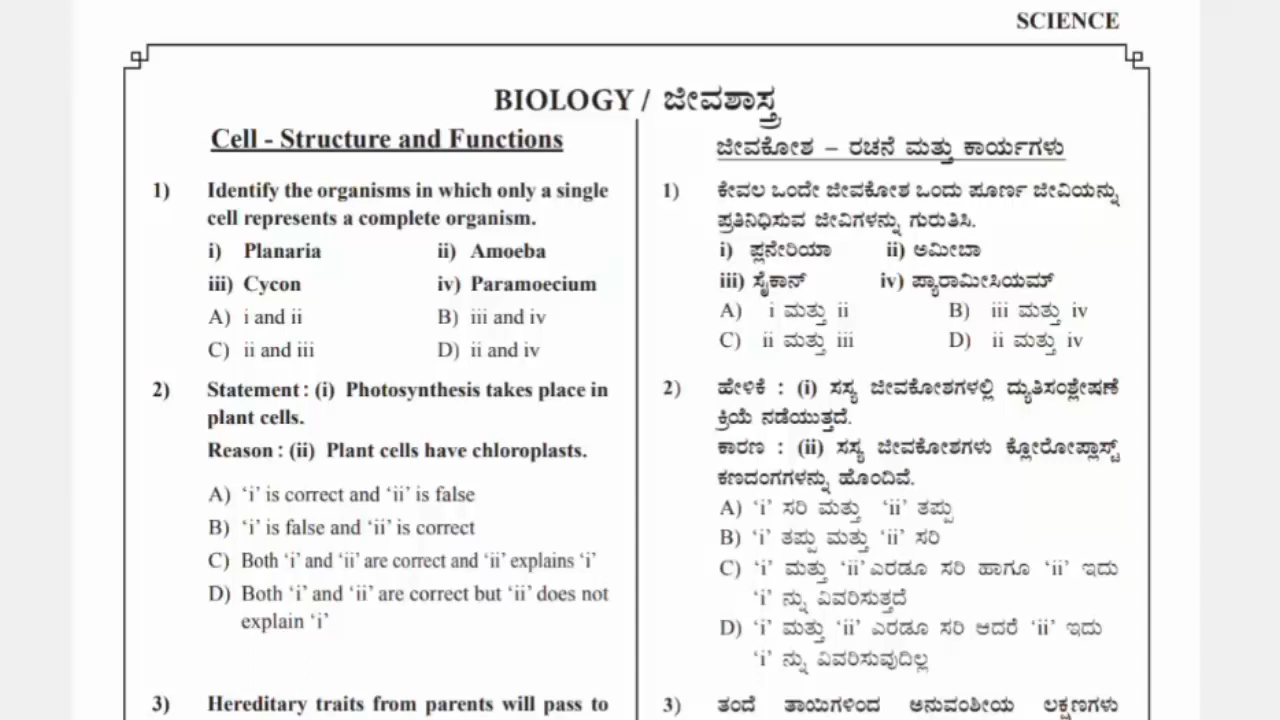 SCIENCE
BIOLOGY / ಜೀವಶಾಸ್ತ್ರ
Cell - Structure and Functions
1) Identify the organisms in which only a single
cell represents a complete organism.
i) Planaria ii) Amoeba
iii) Cycon iv) Paramoecium
A) i and ii B) iii and iv
C) ii and iii D) ii and iv
2) Statement : (i) Photosynthesis takes place in
plant cells.
Reason : (ii) Plant cells have chloroplasts.
A) ‘i’ is correct and ‘ii’ is false
B) ‘i’ is false and ‘ii’ is correct
C) Both ‘i’ and ‘ii’ are correct and ‘ii’ explains ‘i’
D) Both ‘i’ and ‘ii’ are correct but ‘ii’ does not
explain ‘i’
3) Hereditary traits from parents will pass to
ಜೀವಕೋಶ – ರಚನೆ ಮತ್ತು ಕಾರ್ಯಗಳು
1) ಕೇವಲ ಒಂದೇ ಜೀವಕೋಶ ಒಂದು ಪೂರ್ಣ ಜೀವಿಯನ್ನು
ಪ್ರತಿನಿಧಿಸುವ ಜೀವಿಗಳನ್ನು ಗುರುತಿಸಿ.
i) ಪ್ಲನೇರಿಯಾ ii) ಅಮೀಬಾ
iii) ಸೈಕಾನ್ iv) ಪ್ಯಾರಾಮೀಸಿಯಮ್
A) i ಮತ್ತು ii B) iii ಮತ್ತು iv
C) ii ಮತ್ತು iii D) ii ಮತ್ತು iv
2) ಹೇಳಿಕೆ : (i) ಸಸ್ಯ ಜೀವಕೋಶಗಳಲ್ಲಿ ದ್ಯುತಿಸಂಶ್ಲೇಷಣೆ
ಕ್ರಿಯೆ ನಡೆಯುತ್ತದೆ.
ಕಾರಣ : (ii) ಸಸ್ಯ ಜೀವಕೋಶಗಳು ಕ್ಲೋರೋಪ್ಲಾಸ್ಟ್
ಕಣದಂಗಗಳನ್ನು ಹೊಂದಿವೆ.
A) ‘i’ ಸರಿ ಮತ್ತು ‘ii’ ತಪ್ಪು
B) ‘i’ ತಪ್ಪು ಮತ್ತು ‘ii’ ಸರಿ
C) ‘i’ ಮತ್ತು ‘ii’ ಎರಡೂ ಸರಿ ಹಾಗೂ ‘ii’ ಇದು
‘i’ ನ್ನು ವಿವರಿಸುತ್ತದೆ
D) ‘i’ ಮತ್ತು ‘ii’ ಎರಡೂ ಸರಿ ಆದರೆ ‘ii’ ಇದು
‘i’ ನ್ನು ವಿವರಿಸುವುದಿಲ್ಲ
3) ತಂದೆ ತಾಯಿಗಳಿಂದ ಅನುವಂಶೀಯ ಲಕ್ಷಣಗಳು